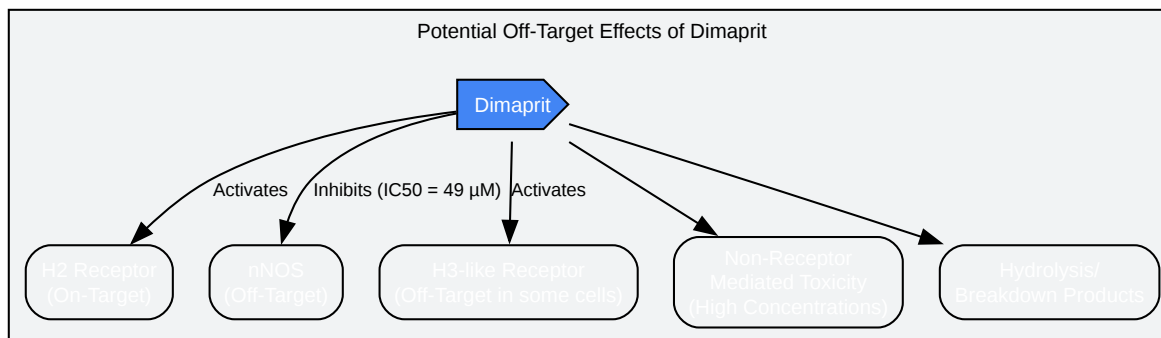 Potential Off-Target Effects of Dimaprit
Dimaprit
Activates
Inhibits (IC50 = 49 µM)
Activates
H2 Receptor
(On-Target)
nNOS
(Off-Target)
H3-like Receptor
(Off-Target in some cells)
Non-Receptor
Mediated Toxicity
(High Concentrations)
Hydrolysis/
Breakdown Products